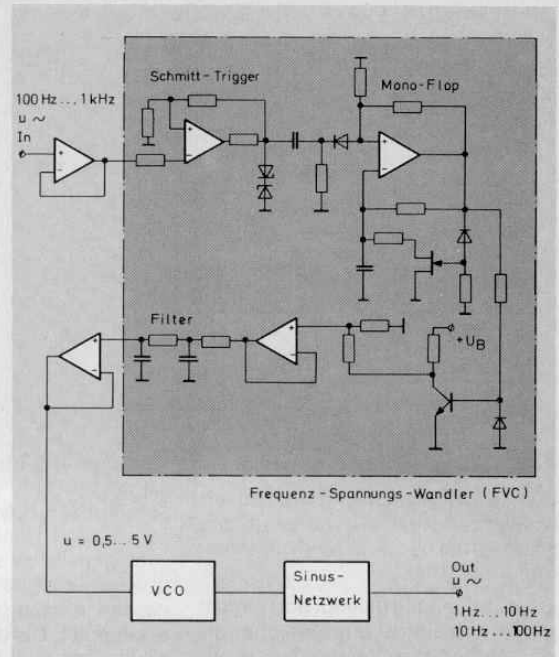 Schmitt-Trigger
Mono-Flop
100 Hz ... 1 kHz
u ~
In
+
-
+
-
+
-
Filter
+
-
+
-
+UB
Frequenz-Spannungs-Wandler (FVC)
u = 0,5...5 V
VCO
Sinus-
Netzwerk
Out
u ~
1 Hz ... 10 Hz
10 Hz ... 100 Hz